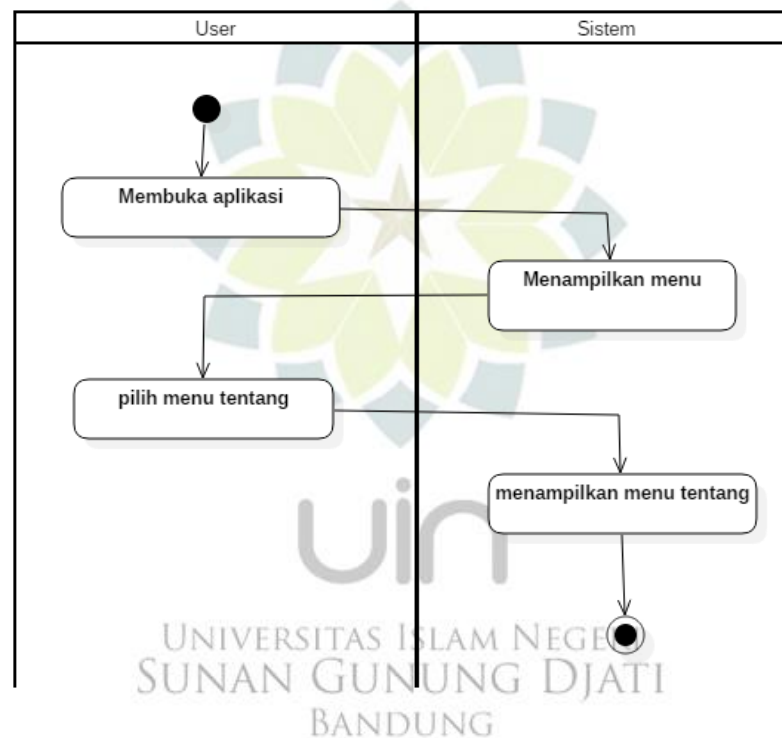 User
Sistem
Membuka aplikasi
Menampilkan menu
pilih menu tentang
menampilkan menu tentang
uin
UNIVERSITAS ISLAM NEGERI
SUNAN GUNUNG DJATI
BANDUNG